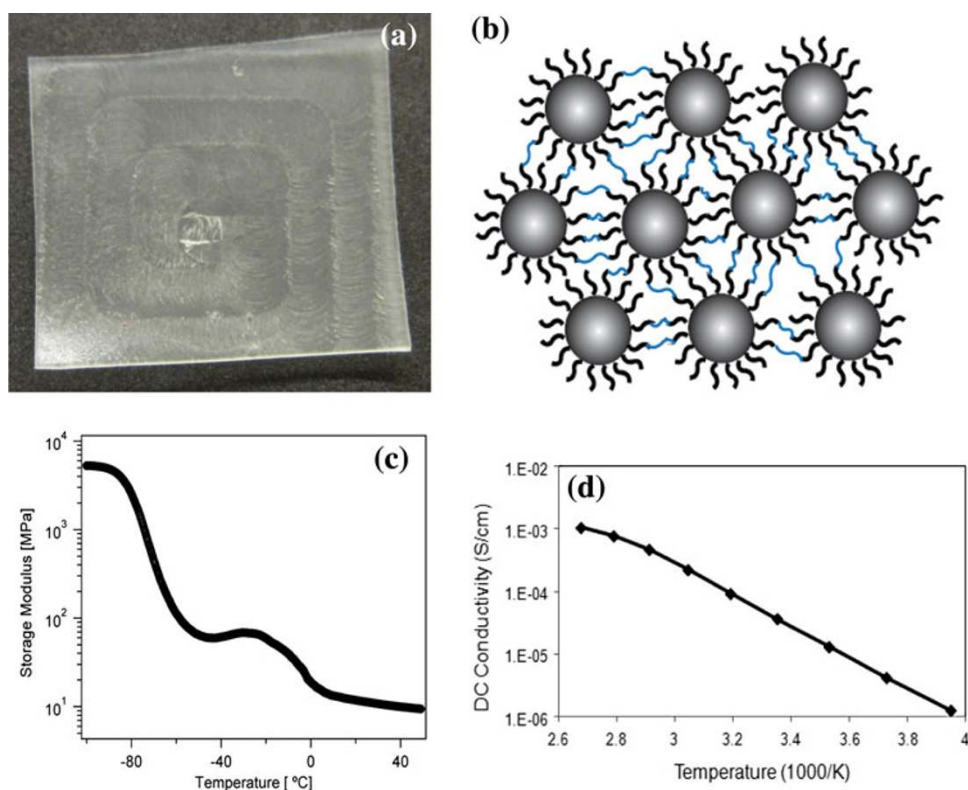 (a)
(b)
(c)
10⁴
10³
10²
10¹
Storage Modulus [MPa]
-80
-40
0
40
Temperature [ ºC]
(d)
1.E-02
1.E-03
1.E-04
1.E-05
1.E-06
DC Conductivity (S/cm)
2.6
2.8
3
3.2
3.4
3.6
3.8
4
Temperature (1000/K)